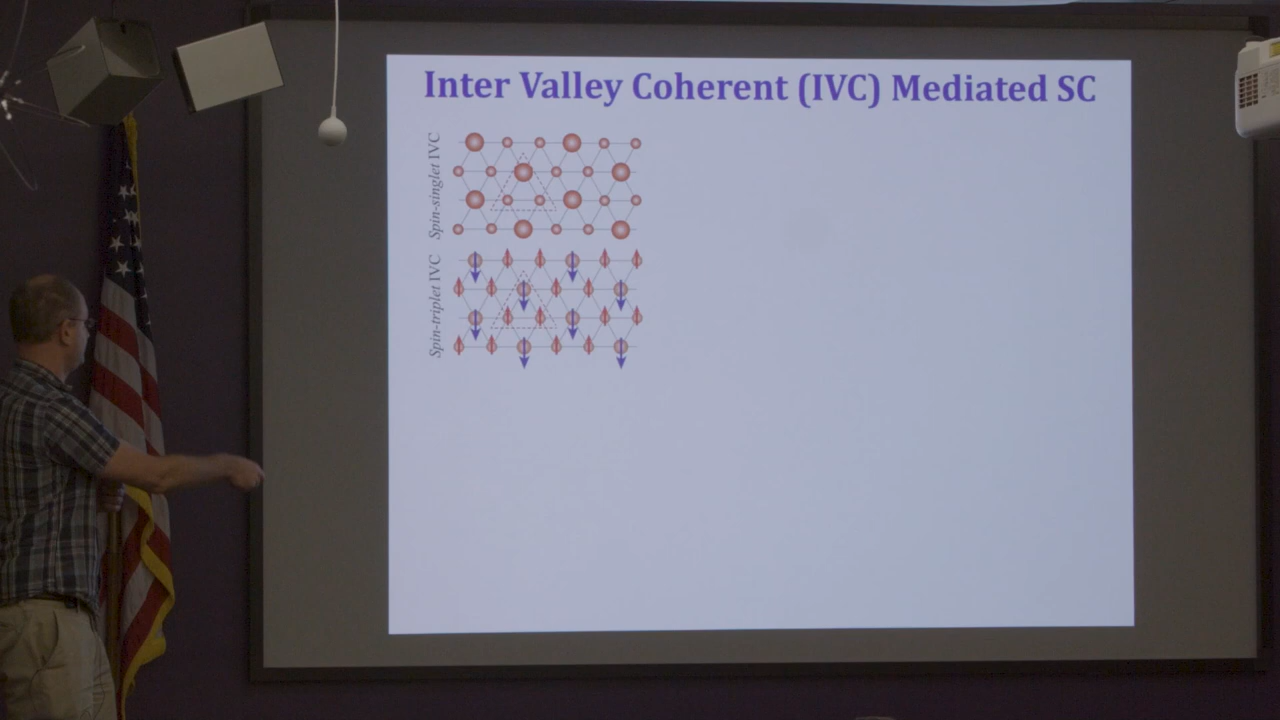 Inter Valley Coherent (IVC) Mediated SC
Spin-singlet IVC
Spin-triplet IVC